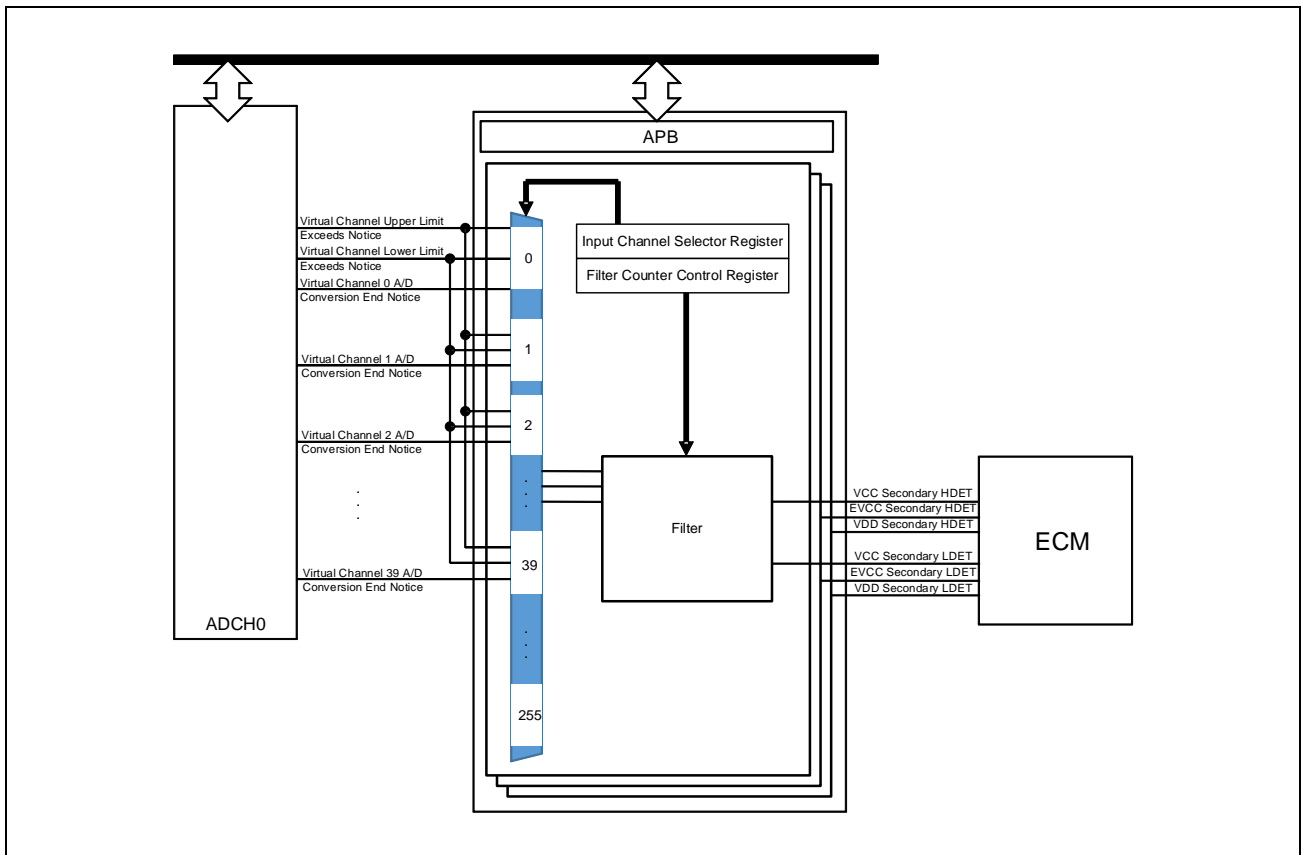 APB
Virtual Channel Upper Limit
Exceeds Notice
Virtual Channel Lower Limit
Exceeds Notice
Virtual Channel 0 A/D
Conversion End Notice
Virtual Channel 1 A/D
Conversion End Notice
Virtual Channel 2 A/D
Conversion End Notice
.
.
.
Virtual Channel 39 A/D
Conversion End Notice
ADCH0
0
1
2
.
.
.
39
.
.
.
255
Input Channel Selector Register
Filter Counter Control Register
Filter
VCC Secondary HDET
EVCC Secondary HDET
VDD Secondary HDET
VCC Secondary LDET
EVCC Secondary LDET
VDD Secondary LDET
ECM